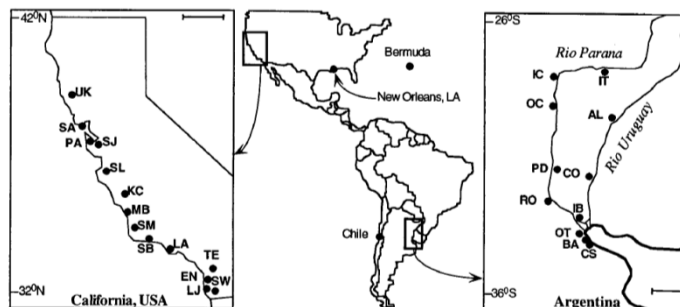 42°N
UK
SA
PA
SJ
SL
KC
MB
SM
SB
LA
TE
EN
SW
LJ
32°N
California, USA
Bermuda
New Orleans, LA
Chile
26°S
Rio Parana
IC
IT
OC
AL
Rio Uruguay
PD
CO
RO
IB
OT
BA
CS
36°S
Argentina